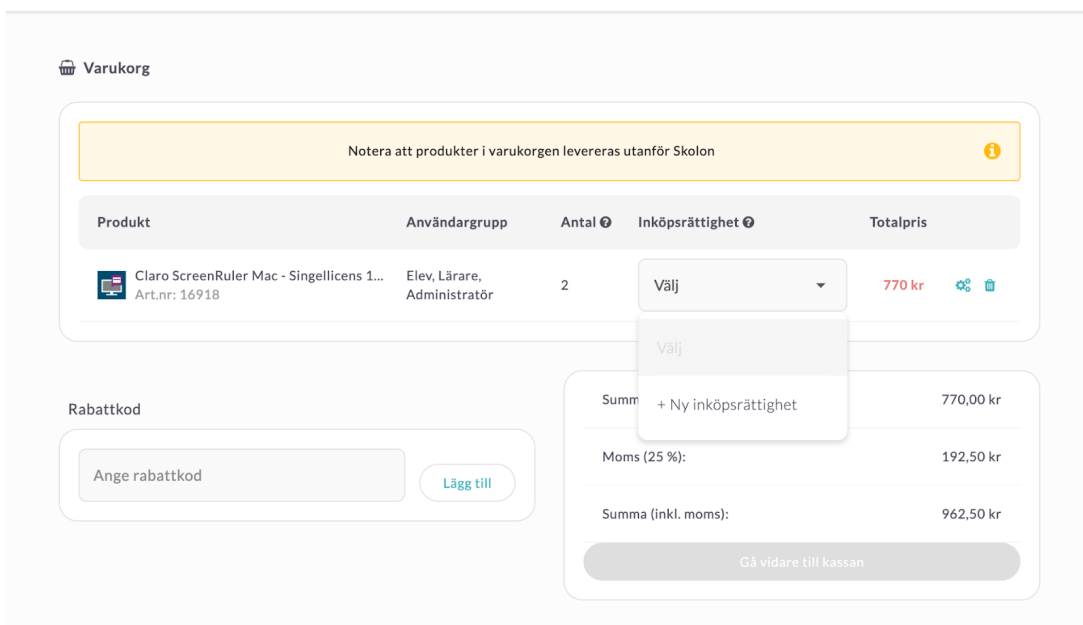 Varukorg
Notera att produkter i varukorgen levereras utanför Skolon
Produkt Användargrupp Antal Inköpsrättighet Totalpris
Claro ScreenRuler Mac - Singellicens 1... Elev, Lärare,
Art.nr: 16918 Administratör 2 Välj 770 kr
Välj
+ Ny inköpsrättighet
Rabattkod
Ange rabattkod Lägg till
770,00 kr
Moms (25 %): 192,50 kr
Summa (inkl. moms): 962,50 kr
Gå vidare till kassan